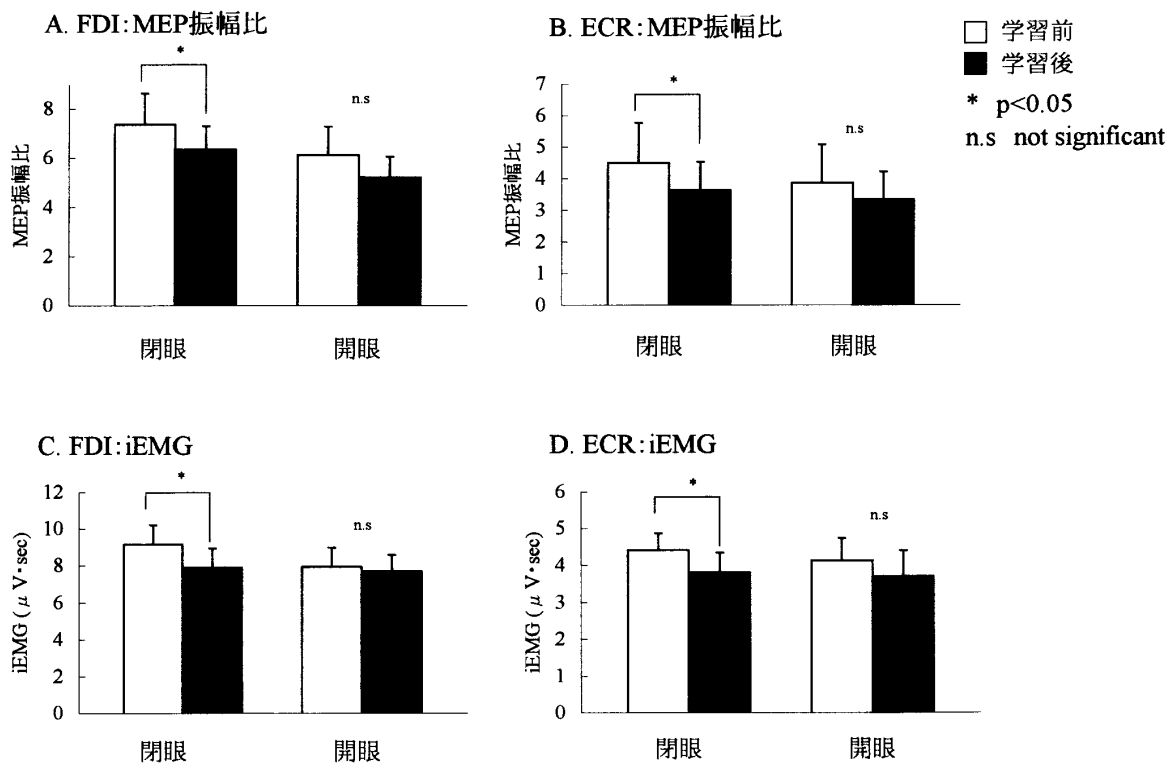 A. FDI:MEP振幅比
*
n.s
8
6
4
2
0
MEP振幅比
閉眼
開眼
B. ECR:MEP振幅比
*
n.s
7
6
5
4
3
2
1
0
MEP振幅比
閉眼
開眼
学習前
学習後
* p<0.05
n.s not significant
C. FDI:iEMG
*
n.s
12
10
8
6
4
2
0
iEMG (μV・sec)
閉眼
開眼
D. ECR:iEMG
*
n.s
6
5
4
3
2
1
0
iEMG (μV・sec)
閉眼
開眼